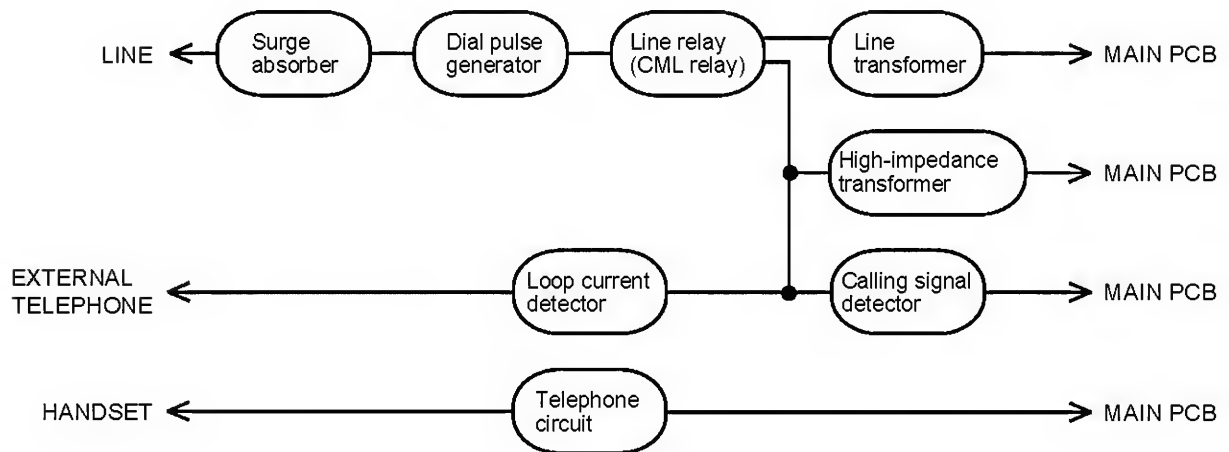 LINE
Surge
absorber
Dial pulse
generator
Line relay
(CML relay)
Line
transformer
MAIN PCB
High-impedance
transformer
MAIN PCB
EXTERNAL
TELEPHONE
Loop current
detector
Calling signal
detector
MAIN PCB
HANDSET
Telephone
circuit
MAIN PCB